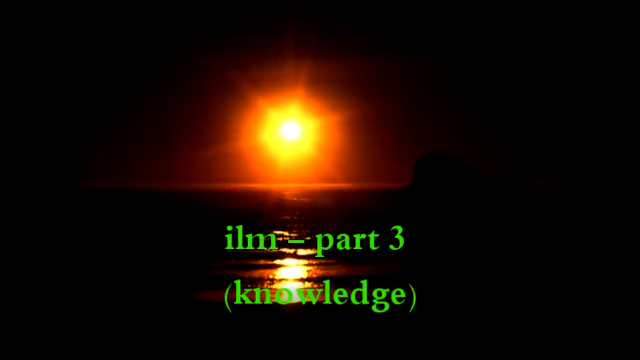 ilm – part 3
(knowledge)